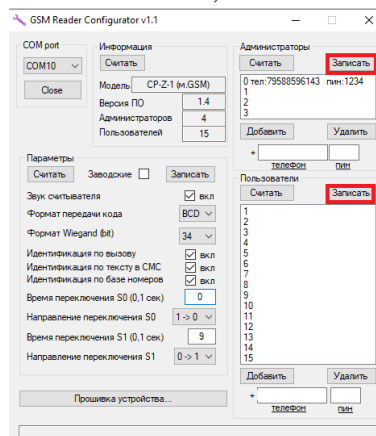 GSM Reader Configurator v1.1
COM port
COM10
Close
Информация
Считать
Модель CP-Z-1 (м.GSM)
Версия ПО 1.4
Администраторов 4
Пользователей 15
Параметры
Считать Заводские Записать
Звук считывателя вкл
Формат передачи кода BCD
Формат Wiegand (bit) 34
Идентификация по вызову вкл
Идентификация по тексту в СМС вкл
Идентификация по базе номеров вкл
Время переключения S0 (0,1 сек) 0
Направление переключения S0 1 -> 0
Время переключения S1 (0,1 сек) 9
Направление переключения S1 0 -> 1
Прошивка устройства...
Администраторы
Считать Записать
0 тел:79588596143 пин:1234
1
2
3
Добавить Удалить
+
телефон пин
Пользователи
Считать Записать
1
2
3
4
5
6
7
8
9
10
11
12
13
14
15
Добавить Удалить
+
телефон пин